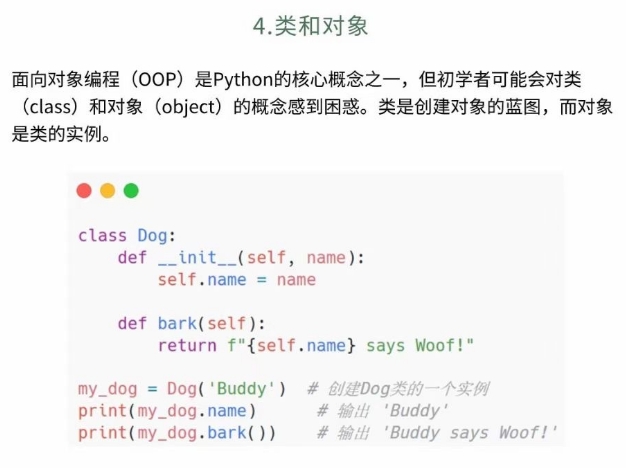 4.类和对象
面向对象编程（OOP）是Python的核心概念之一，但初学者可能会对类
（class）和对象（object）的概念感到困惑。类是创建对象的蓝图，而对象
是类的实例。
class Dog:
    def __init__(self, name):
        self.name = name
    def bark(self):
        return f"{self.name} says Woof!"
my_dog = Dog('Buddy')  # 创建Dog类的一个实例
print(my_dog.name)      # 输出 'Buddy'
print(my_dog.bark())    # 输出 'Buddy says Woof!'